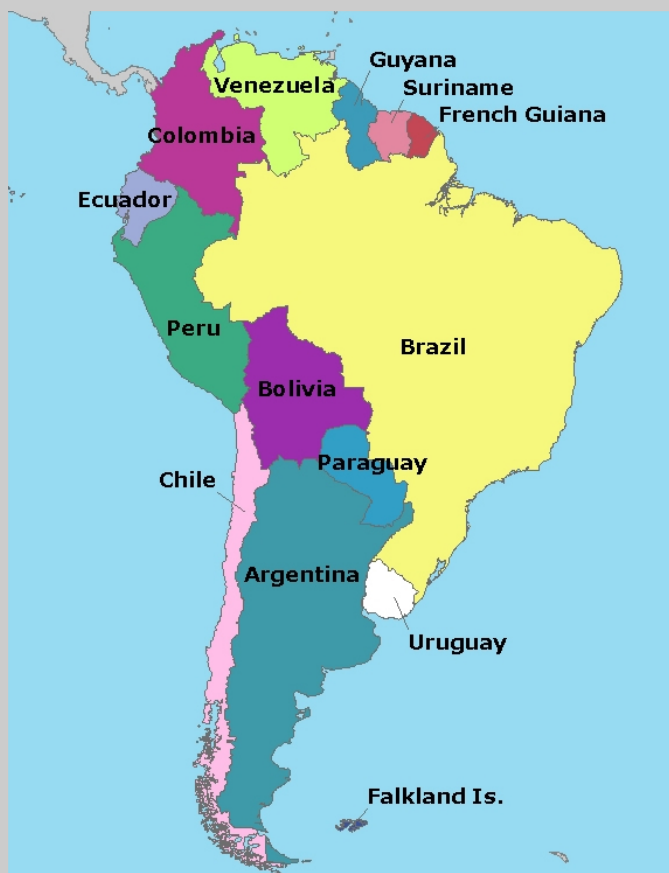 Guyana
Venezuela
Suriname
French Guiana
Colombia
Ecuador
Peru
Brazil
Bolivia
Paraguay
Chile
Argentina
Uruguay
Falkland Is.